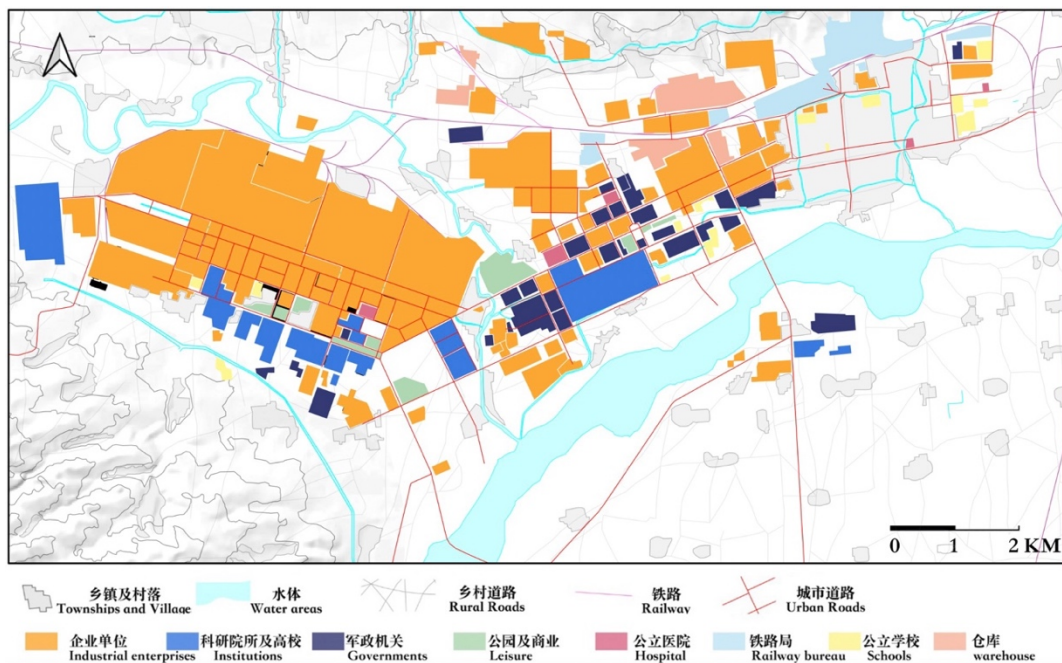 0 1 2 KM
乡镇及村落
Townships and Village
水体
Water areas
乡村道路
Rural Roads
铁路
Railway
城市道路
Urban Roads
企业单位
Industrial enterprises
科研院所及高校
Institutions
军政机关
Governments
公园及商业
Leisure
公立医院
Hospital
铁路局
Railway bureau
公立学校
Schools
仓库
warehouse